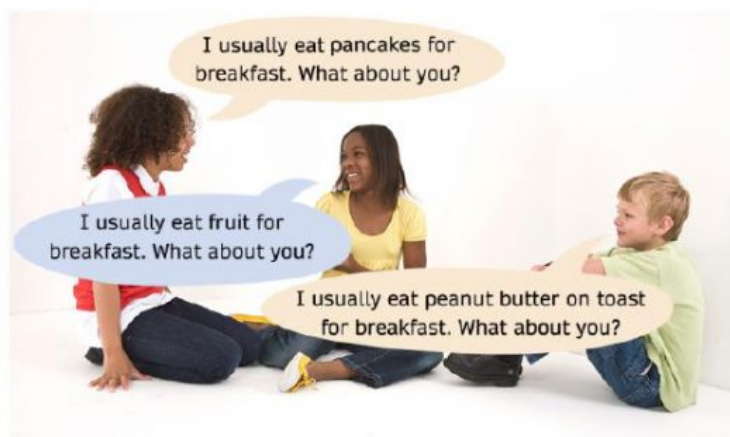 I usually eat pancakes for
breakfast. What about you?
I usually eat fruit for
breakfast. What about you?
I usually eat peanut butter on toast
for breakfast. What about you?